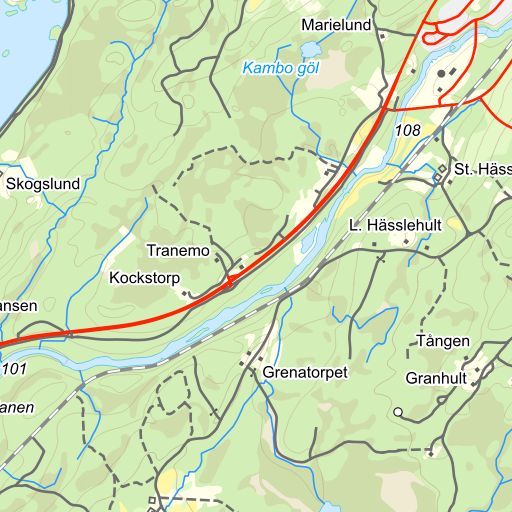 Marielund
Kambo göl
108
St. Häss
Skogslund
L. Hässlehult
Tranemo
Kockstorp
ansen
Tången
101
Grenatorpet
Granhult
anen